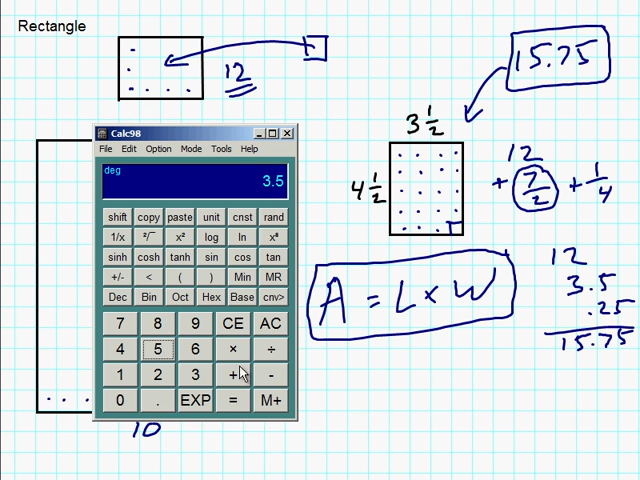 Rectangle
12
15.75
3 1/2
4 1/2
12
+ 7/2 + 1/4
A = L × W
12
3.5
.25
15.75
10
Calc98
File Edit Option Mode Tools Help
deg
3.5
shift copy paste unit cnst rand
1/x ²/‾ x² log ln xª
sinh cosh tanh sin cos tan
+/- < ( ) Min MR
Dec Bin Oct Hex Base cnv>
7 8 9 CE AC
4 5 6 × ÷
1 2 3 + -
0 . EXP = M+